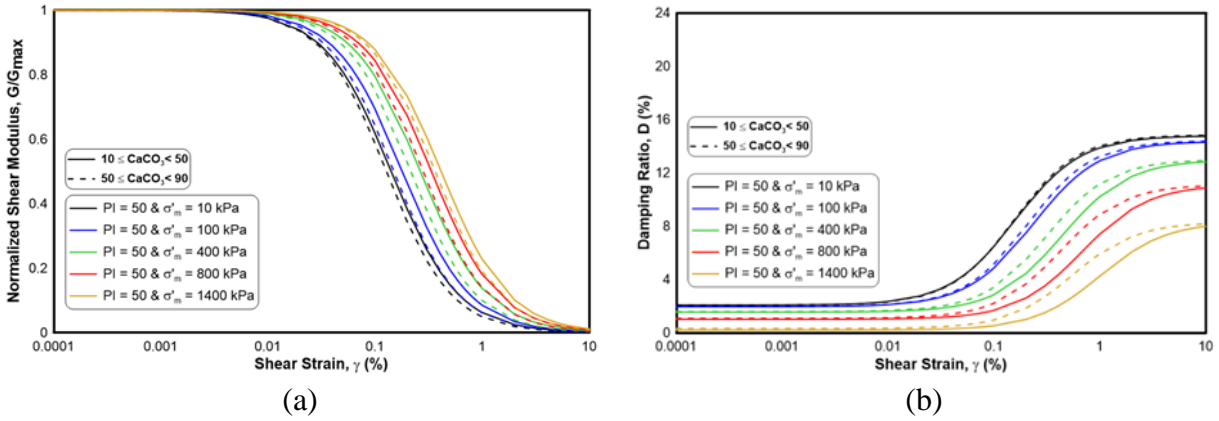 Normalized Shear Modulus, G/Gmax
1
0.8
0.6
0.4
0.2
0
10 ≤ CaCO₃< 50
50 ≤ CaCO₃< 90
PI = 50 & σ'm = 10 kPa
PI = 50 & σ'm = 100 kPa
PI = 50 & σ'm = 400 kPa
PI = 50 & σ'm = 800 kPa
PI = 50 & σ'm = 1400 kPa
0.0001 0.001 0.01 0.1 1 10
Shear Strain, γ (%)
(a)
Damping Ratio, D (%)
24
20
16
12
8
4
0
10 ≤ CaCO₃< 50
50 ≤ CaCO₃< 90
PI = 50 & σ'm = 10 kPa
PI = 50 & σ'm = 100 kPa
PI = 50 & σ'm = 400 kPa
PI = 50 & σ'm = 800 kPa
PI = 50 & σ'm = 1400 kPa
0.0001 0.001 0.01 0.1 1 10
Shear Strain, γ (%)
(b)